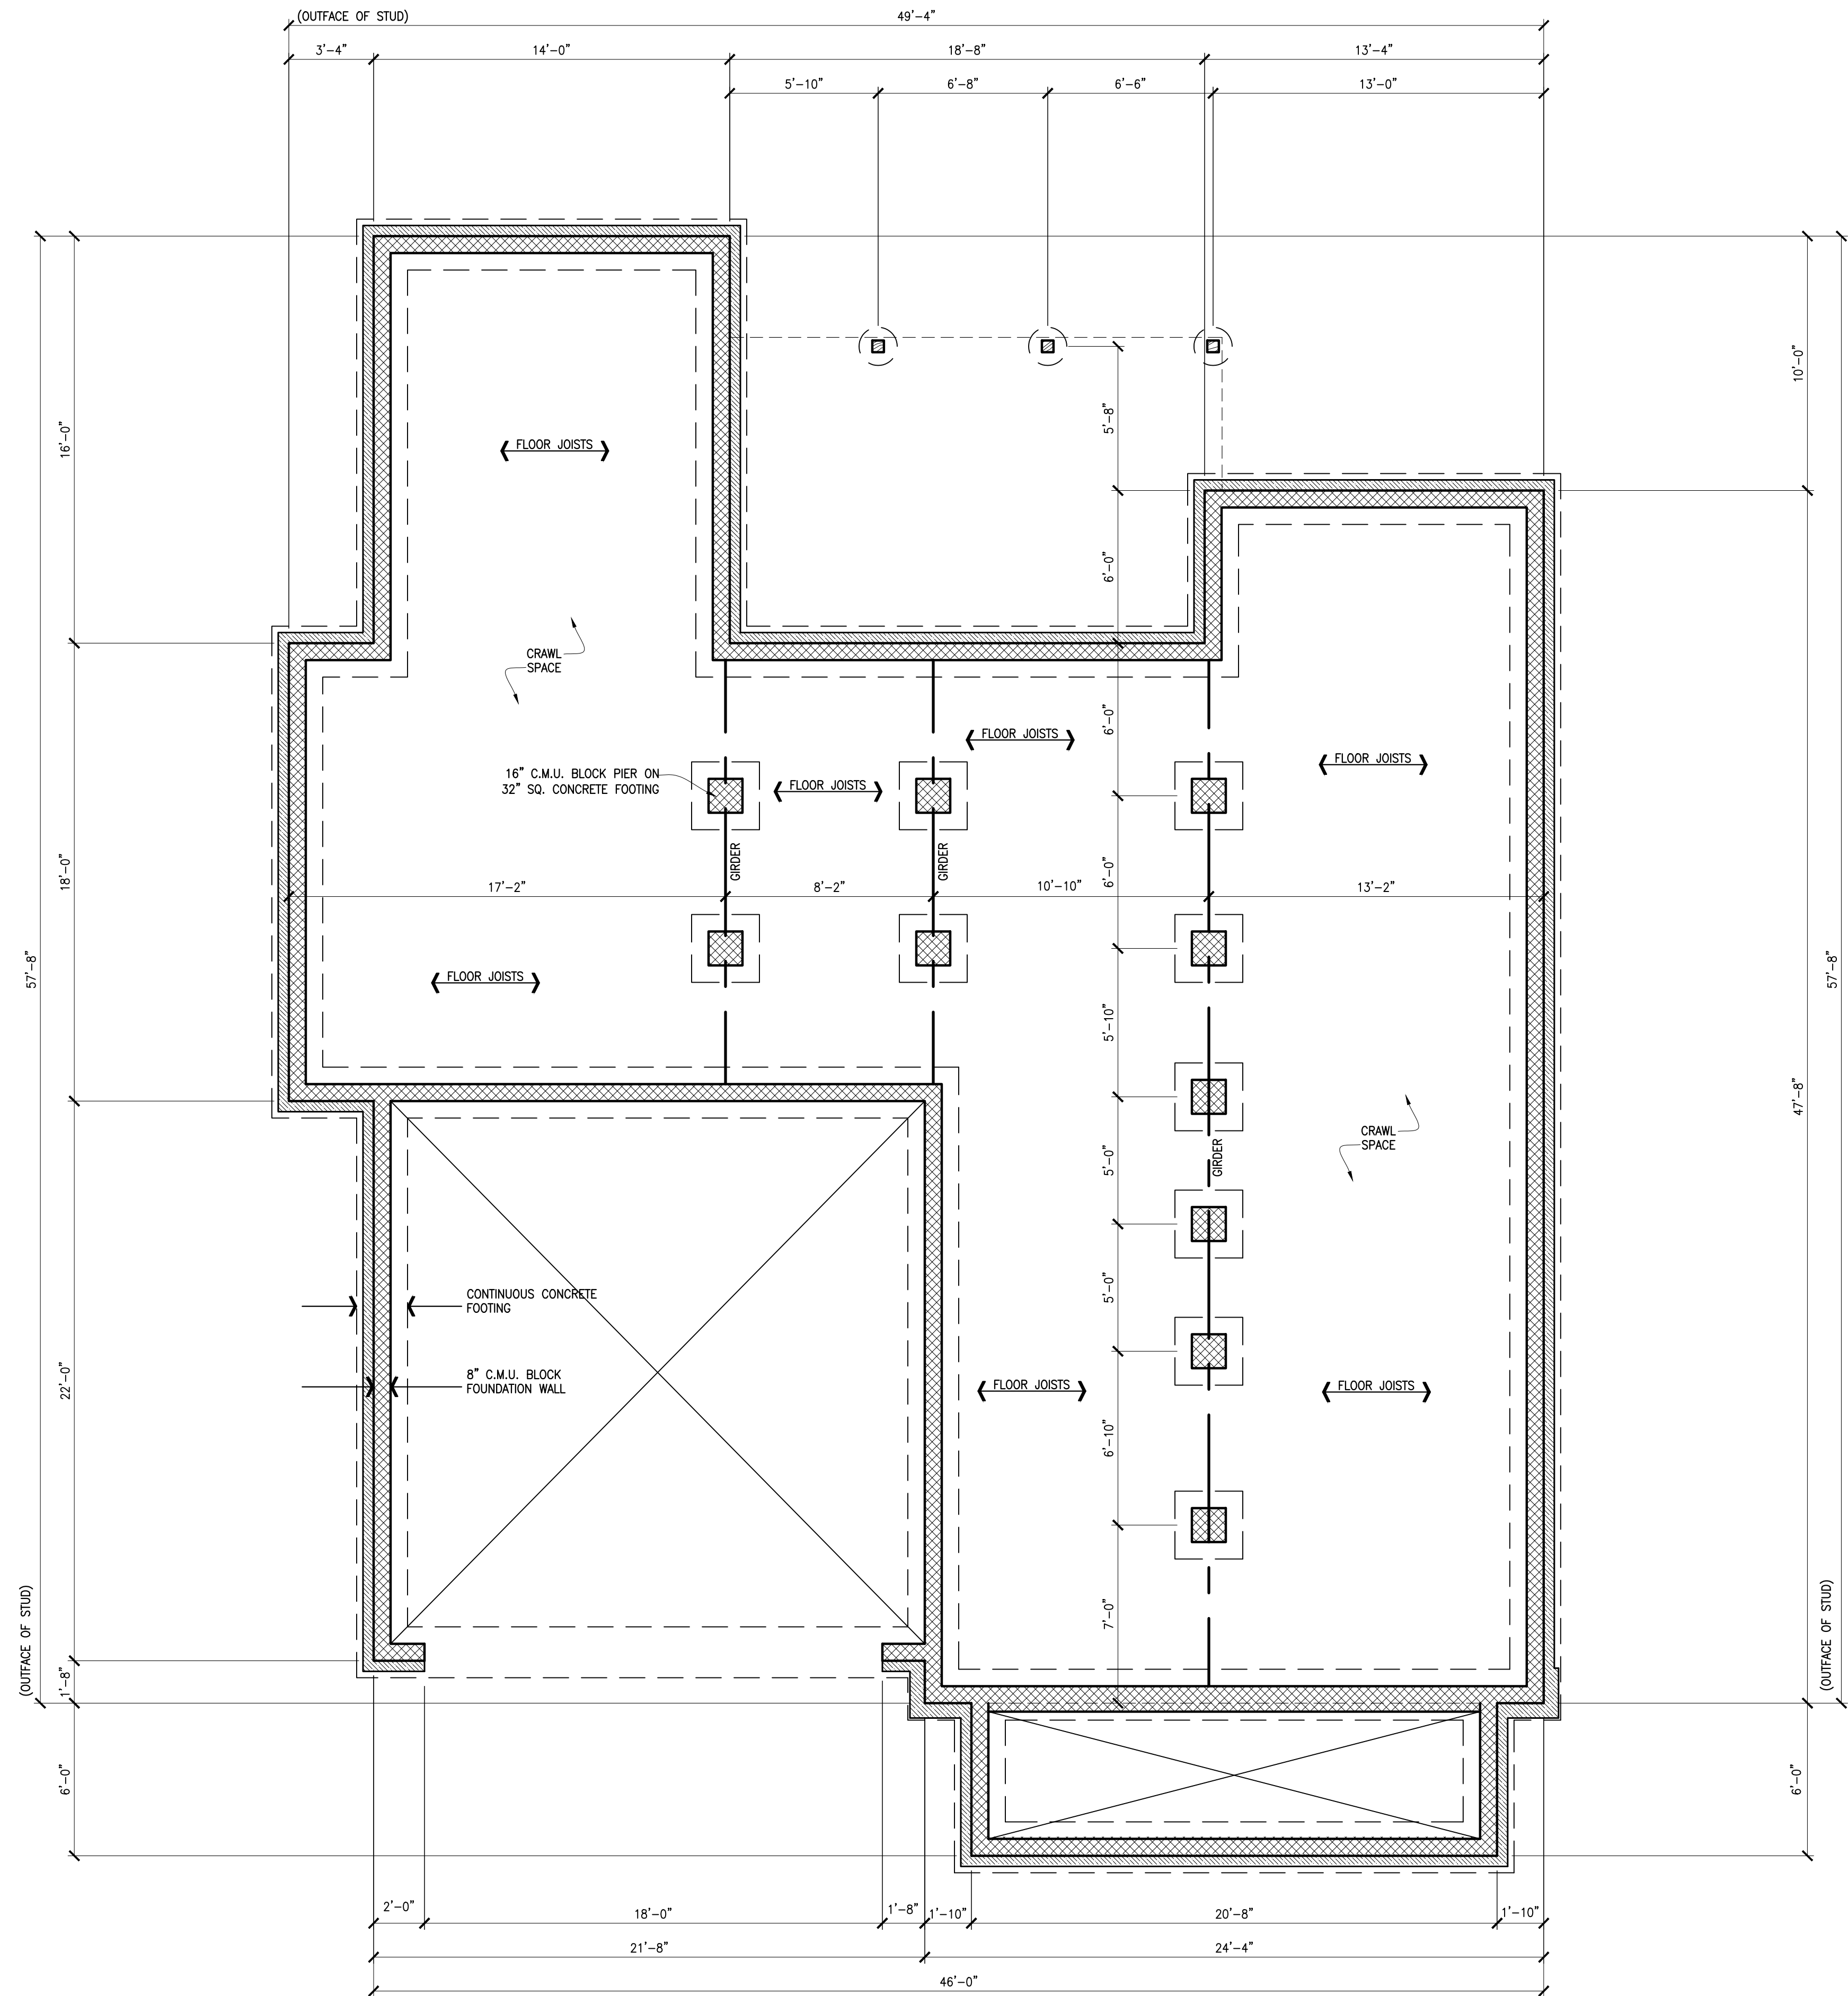 (OUTFACE OF STUD)
49'-4"
3'-4"
14'-0"
18'-8"
13'-4"
5'-10"
6'-8"
6'-6"
13'-0"
10'-0"
5'-8"
16'-0"
FLOOR JOISTS
6'-0"
CRAWL
SPACE
6'-0"
FLOOR JOISTS
FLOOR JOISTS
16" C.M.U. BLOCK PIER ON
32" SQ. CONCRETE FOOTING
FLOOR JOISTS
GIRDER
GIRDER
18'-0"
6'-0"
17'-2"
8'-2"
10'-10"
13'-2"
57'-8"
57'-8"
FLOOR JOISTS
5'-10"
47'-8"
CRAWL
SPACE
GIRDER
5'-0"
CONTINUOUS CONCRETE
FOOTING
5'-0"
22'-0"
8" C.M.U. BLOCK
FOUNDATION WALL
FLOOR JOISTS
FLOOR JOISTS
6'-10"
7'-0"
(OUTFACE OF STUD)
(OUTFACE OF STUD)
1'-8"
6'-0"
6'-0"
2'-0"
18'-0"
1'-8"
1'-10"
20'-8"
1'-10"
21'-8"
24'-4"
46'-0"